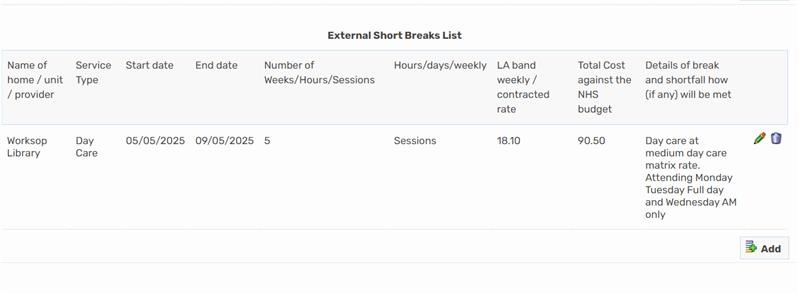 External Short Breaks List
Name of
home / unit
/ provider
Service
Type
Start date
End date
Number of
Weeks/Hours/Sessions
Hours/days/weekly
LA band
weekly /
contracted
rate
Total Cost
against the
NHS
budget
Details of break
and shortfall how
(if any) will be met
Worksop
Library
Day
Care
05/05/2025
09/05/2025
5
Sessions
18.10
90.50
Day care at
medium day care
matrix rate.
Attending Monday
Tuesday Full day
and Wednesday AM
only
Add